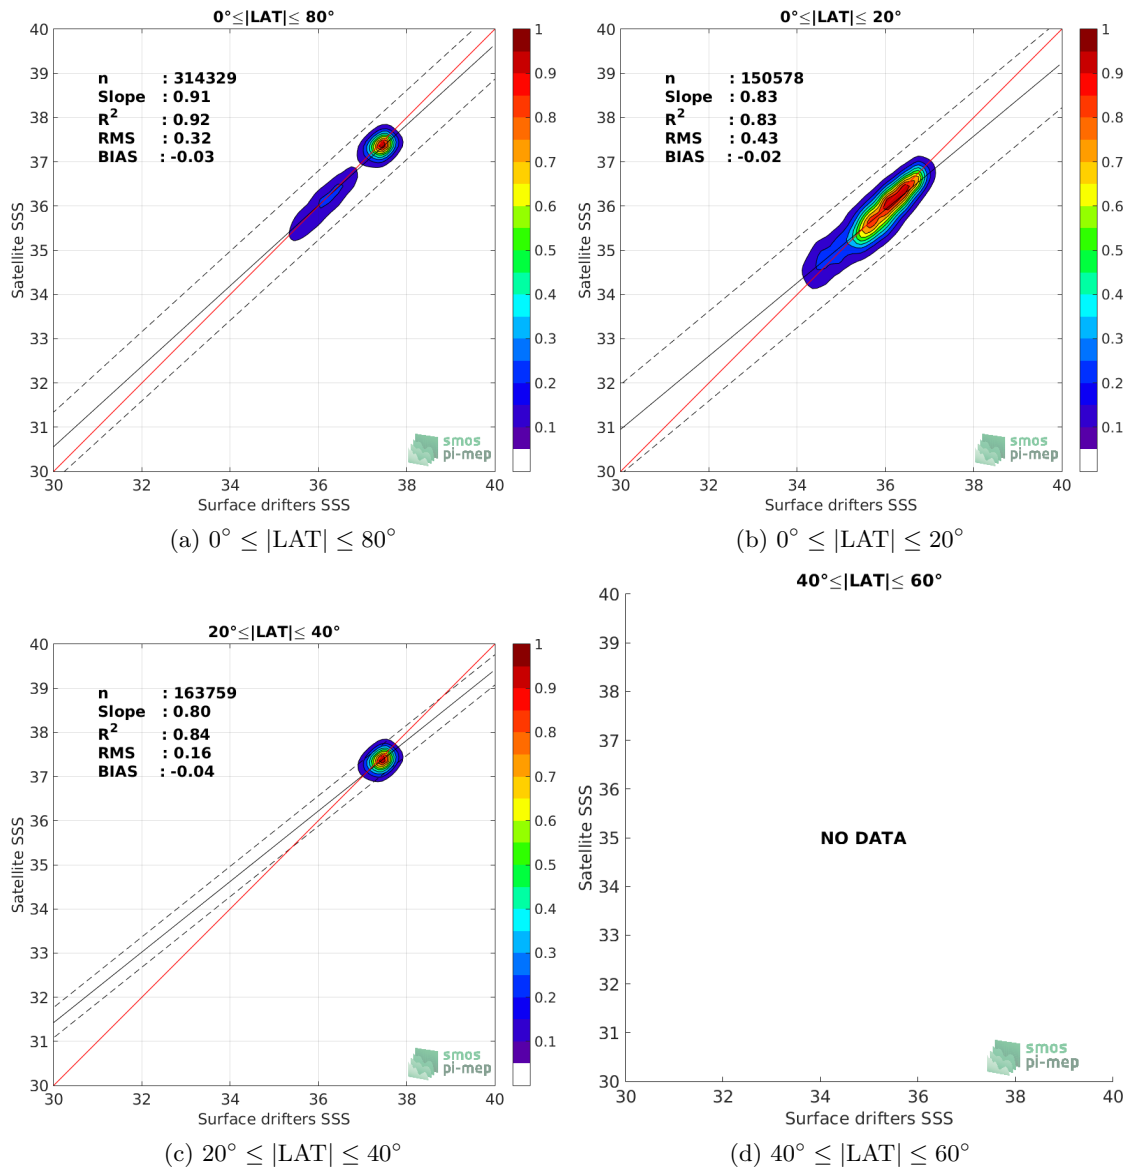 0°≤|LAT|≤ 80°
40
39
38
37
36
35
34
33
32
31
30
Satellite SSS
n : 314329
Slope : 0.91
R2 : 0.92
RMS : 0.32
BIAS : -0.03
smos
pi-mep
30 32 34 36 38 40
Surface drifters SSS
1
0.9
0.8
0.7
0.6
0.5
0.4
0.3
0.2
0.1
(a) 0° ≤ |LAT| ≤ 80°
0°≤|LAT|≤ 20°
40
39
38
37
36
35
34
33
32
31
30
Satellite SSS
n : 150578
Slope : 0.83
R2 : 0.83
RMS : 0.43
BIAS : -0.02
smos
pi-mep
30 32 34 36 38 40
Surface drifters SSS
1
0.9
0.8
0.7
0.6
0.5
0.4
0.3
0.2
0.1
(b) 0° ≤ |LAT| ≤ 20°
20°≤|LAT|≤ 40°
40
39
38
37
36
35
34
33
32
31
30
Satellite SSS
n : 163759
Slope : 0.80
R2 : 0.84
RMS : 0.16
BIAS : -0.04
smos
pi-mep
30 32 34 36 38 40
Surface drifters SSS
1
0.9
0.8
0.7
0.6
0.5
0.4
0.3
0.2
0.1
(c) 20° ≤ |LAT| ≤ 40°
40°≤|LAT|≤ 60°
40
39
38
37
36
35
34
33
32
31
30
Satellite SSS
NO DATA
smos
pi-mep
30 32 34 36 38 40
Surface drifters SSS
(d) 40° ≤ |LAT| ≤ 60°